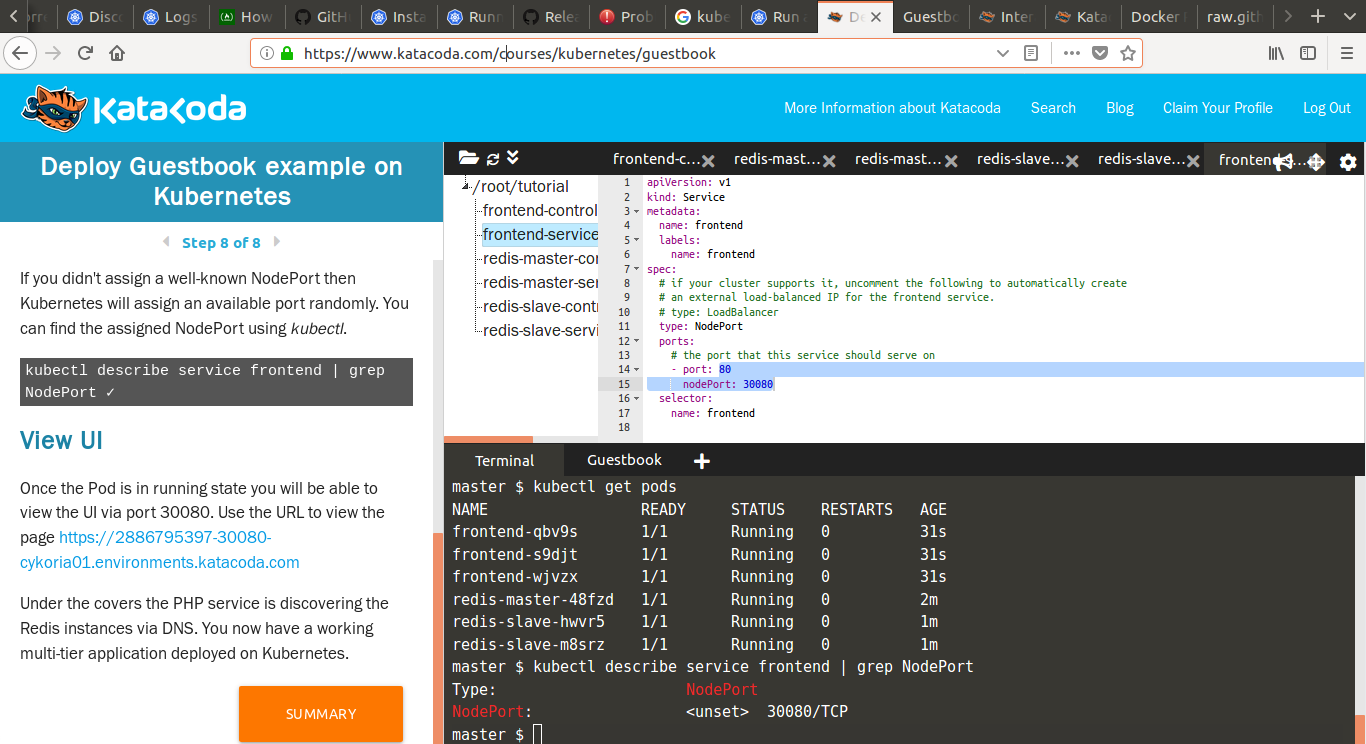 Disco
Logs
How
GitHu
Insta
Runn
Relea
Prob
kube
Run a
De
Guestbo
Inter
Katac
Docker
raw.gith
https://www.katacoda.com/courses/kubernetes/guestbook
KataKoda
More Information about Katacoda
Search
Blog
Claim Your Profile
Log Out
Deploy Guestbook example on
Kubernetes
Step 8 of 8
If you didn't assign a well-known NodePort then
Kubernetes will assign an available port randomly. You
can find the assigned NodePort using kubectl.
kubectl describe service frontend | grep
NodePort ✓
View UI
Once the Pod is in running state you will be able to
view the UI via port 30080. Use the URL to view the
page https://2886795397-30080-
cykoria01.environments.katacoda.com
Under the covers the PHP service is discovering the
Redis instances via DNS. You now have a working
multi-tier application deployed on Kubernetes.
SUMMARY
frontend-c...
redis-mast...
redis-mast...
redis-slave...
redis-slave...
frontend-...
/root/tutorial
frontend-control
frontend-service
redis-master-con
redis-master-ser
redis-slave-cont
redis-slave-servi
1 apiVersion: v1
2 kind: Service
3 metadata:
4 name: frontend
5 labels:
6 name: frontend
7 spec:
8 # if your cluster supports it, uncomment the following to automatically create
9 # an external load-balanced IP for the frontend service.
10 # type: LoadBalancer
11 type: NodePort
12 ports:
13 # the port that this service should serve on
14 - port: 80
15 nodePort: 30080
16 selector:
17 name: frontend
18
Terminal
Guestbook
master $ kubectl get pods
NAME READY STATUS RESTARTS AGE
frontend-qbv9s 1/1 Running 0 31s
frontend-s9djt 1/1 Running 0 31s
frontend-wjvzx 1/1 Running 0 31s
redis-master-48fzd 1/1 Running 0 2m
redis-slave-hwvr5 1/1 Running 0 1m
redis-slave-m8srz 1/1 Running 0 1m
master $ kubectl describe service frontend | grep NodePort
Type: NodePort
NodePort: <unset> 30080/TCP
master $